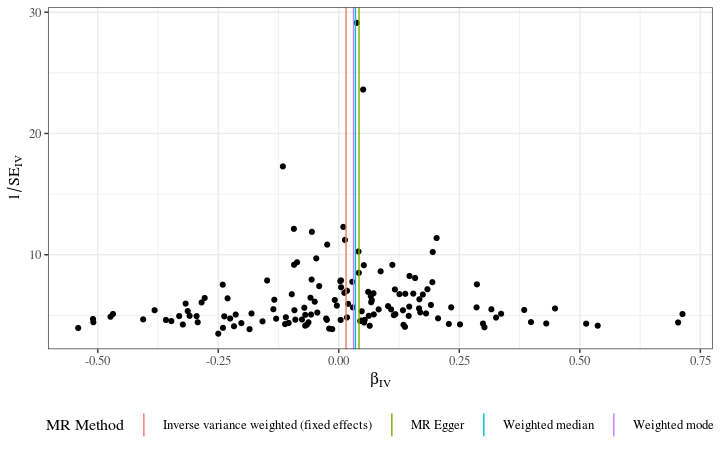 30
20
10
1/SE_IV
-0.50
-0.25
0.00
0.25
0.50
0.75
β_IV
MR Method
Inverse variance weighted (fixed effects)
MR Egger
Weighted median
Weighted mode